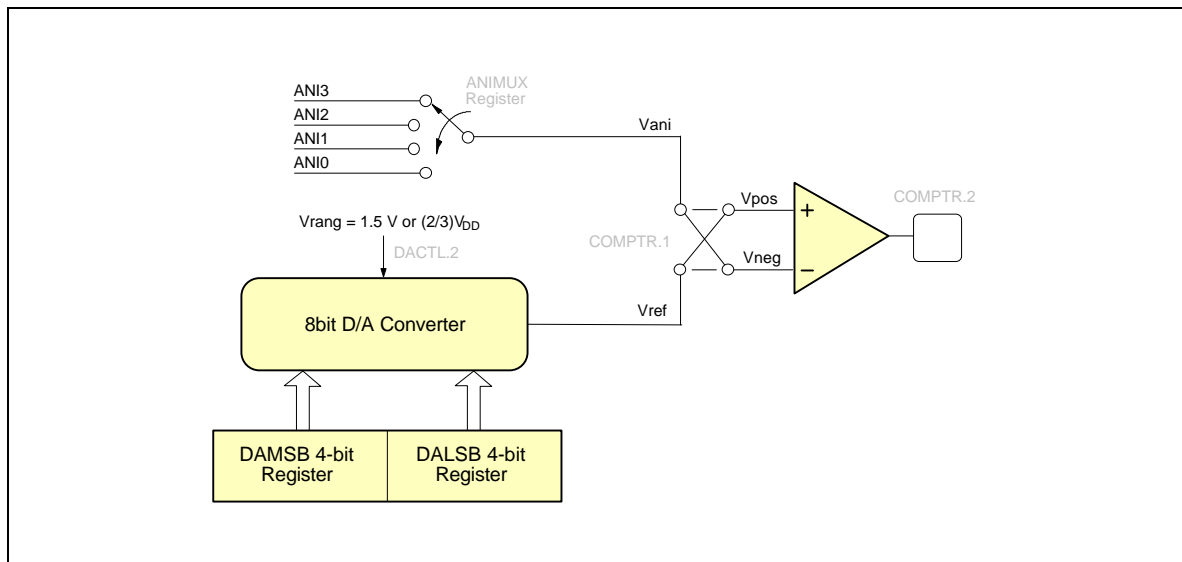 ANIMUX
Register
ANI3
ANI2
ANI1
ANI0
Vani
Vrang = 1.5 V or (2/3)VDD
DACTL.2
COMPTR.1
Vpos
Vneg
+
−
COMPTR.2
8bit D/A Converter
Vref
DAMSB 4-bit
Register
DALSB 4-bit
Register